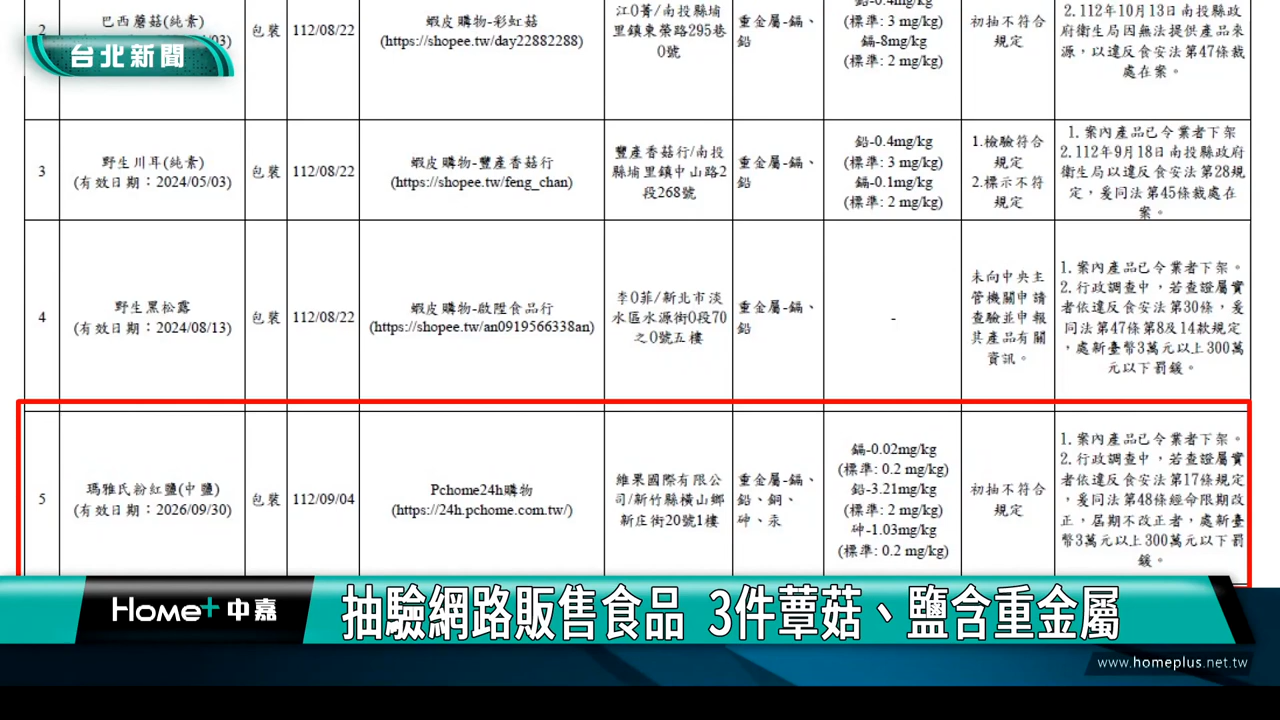 台北新聞
2
巴西蘑菇(純素)
包裝
112/08/22
蝦皮購物-彩虹菇
(https://shopee.tw/day22882288)
江O菁/南投縣埔
里鎮東榮路295巷
0號
重金屬-鎘、
鉛
鉛-0.4mg/kg
(標準: 3 mg/kg)
鎘-8mg/kg
(標準: 2 mg/kg)
初抽不符合
規定
2.112年10月13日南投縣政
府衛生局因無法提供產品來
源,以違反食安法第47條裁
處在案。
3
野生川耳(純素)
(有效日期:2024/05/03)
包裝
112/08/22
蝦皮購物-豐產香菇行
(https://shopee.tw/feng_chan)
豐產香菇行/南投
縣埔里鎮中山路2
段268號
重金屬-鎘、
鉛
鉛-0.4mg/kg
(標準: 3 mg/kg)
鎘-0.1mg/kg
(標準: 2 mg/kg)
1.檢驗符合
規定
2.標示不符
規定
1.案內產品已令業者下架
2.112年9月18日南投縣政府
衛生局以違反食安法第28規
定,爰同法第45條裁處在
案。
4
野生黑松露
(有效日期:2024/08/13)
包裝
112/08/22
蝦皮購物-啟陞食品行
(https://shopee.tw/an0919566338an)
李O菲/新北市淡
水區水源街0段70
之0號五樓
重金屬-鎘、
鉛
-
未向中央主
管機關申請
查驗並申報
其產品有關
資訊。
1.案內產品已令業者下架。
2.行政調查中,若查證屬實
者依違反食安法第30條,爰
同法第47條第8及14款規定
,處新臺幣3萬元以上300萬
元以下罰鍰。
5
瑪雅氏粉紅鹽(中鹽)
(有效日期:2026/09/30)
包裝
112/09/04
Pchome24h購物
(https://24h.pchome.com.tw/)
維果國際有限公
司/新竹縣橫山鄉
新庄街20號1樓
重金屬-鎘、
鉛、銅、
砷、汞
鎘-0.02mg/kg
(標準: 0.2 mg/kg)
鉛-3.21mg/kg
(標準: 2 mg/kg)
砷-1.03mg/kg
(標準: 0.2 mg/kg)
初抽不符合
規定
1.案內產品已令業者下架。
2.行政調查中,若查證屬實
者依違反食安法第17條規定
,爰同法第48條經命限期改
正,屆期不改正者,處新臺
幣3萬元以上300萬元以下罰
鍰。
Home+中嘉
抽驗網路販售食品 3件蕈菇、鹽含重金屬
www.homeplus.net.tw